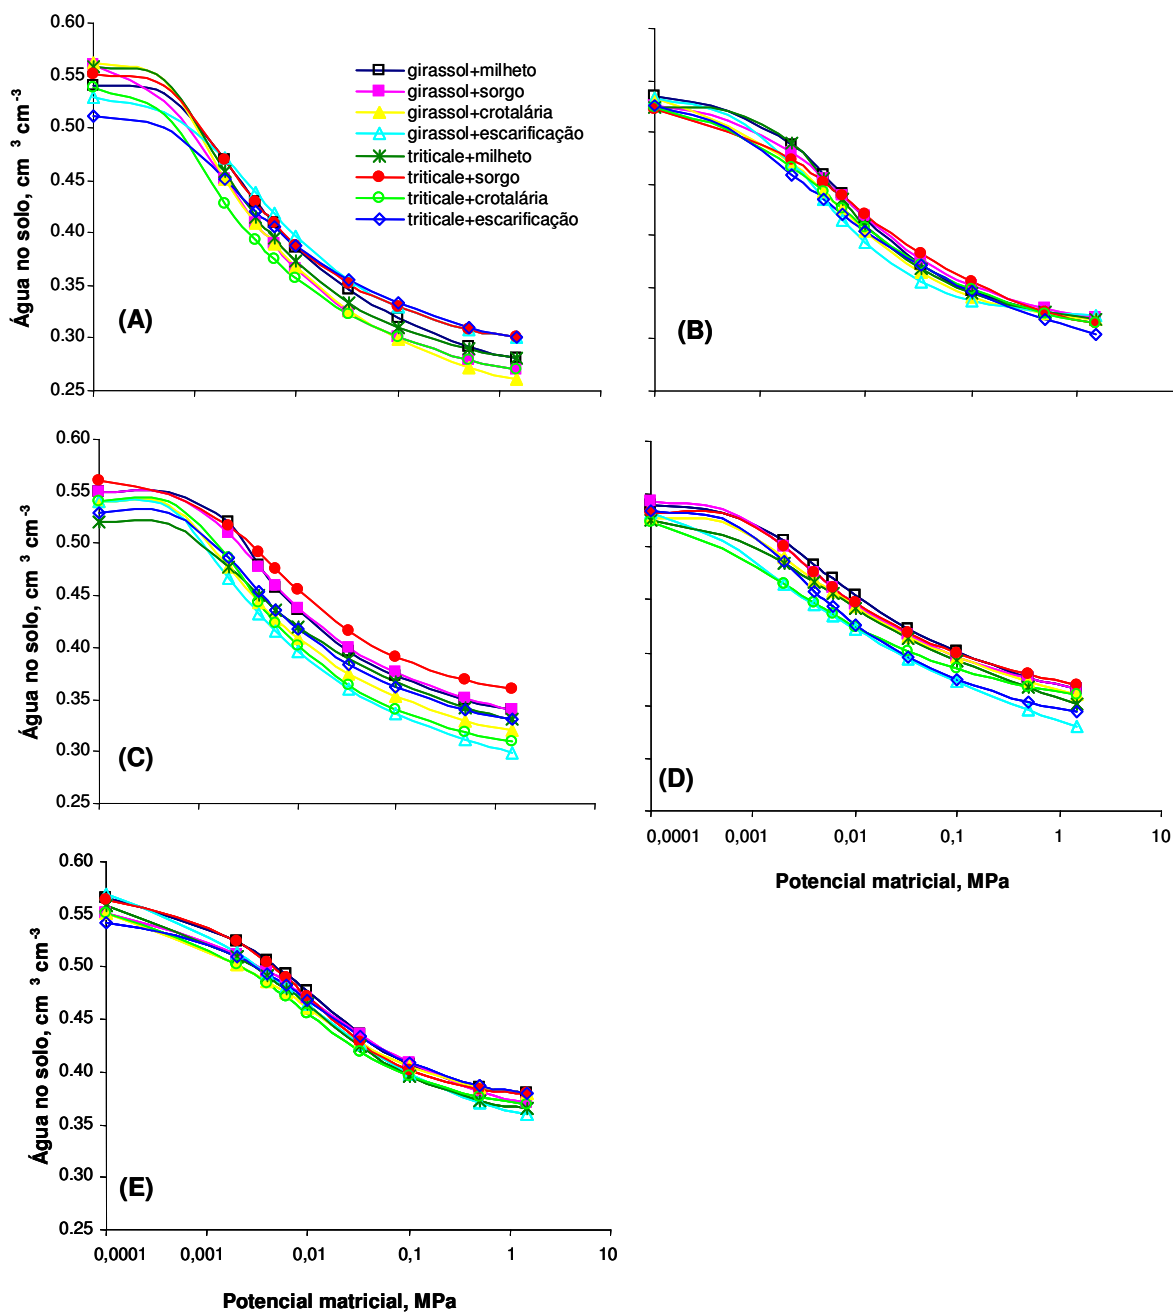 0.60
0.55
0.50
0.45
0.40
0.35
0.30
0.25
Água no solo, cm ³ cm⁻³
girassol+milheto
girassol+sorgo
girassol+crotalária
girassol+escarificação
triticale+milheto
triticale+sorgo
triticale+crotalária
triticale+escarificação
(A)
(B)
0.60
0.55
0.50
0.45
0.40
0.35
0.30
0.25
Água no solo, cm ³ cm⁻³
(C)
(D)
0,0001 0,001 0,01 0,1 1 10
Potencial matricial, MPa
0.60
0.55
0.50
0.45
0.40
0.35
0.30
0.25
Água no solo, cm ³ cm⁻³
(E)
0,0001 0,001 0,01 0,1 1 10
Potencial matricial, MPa